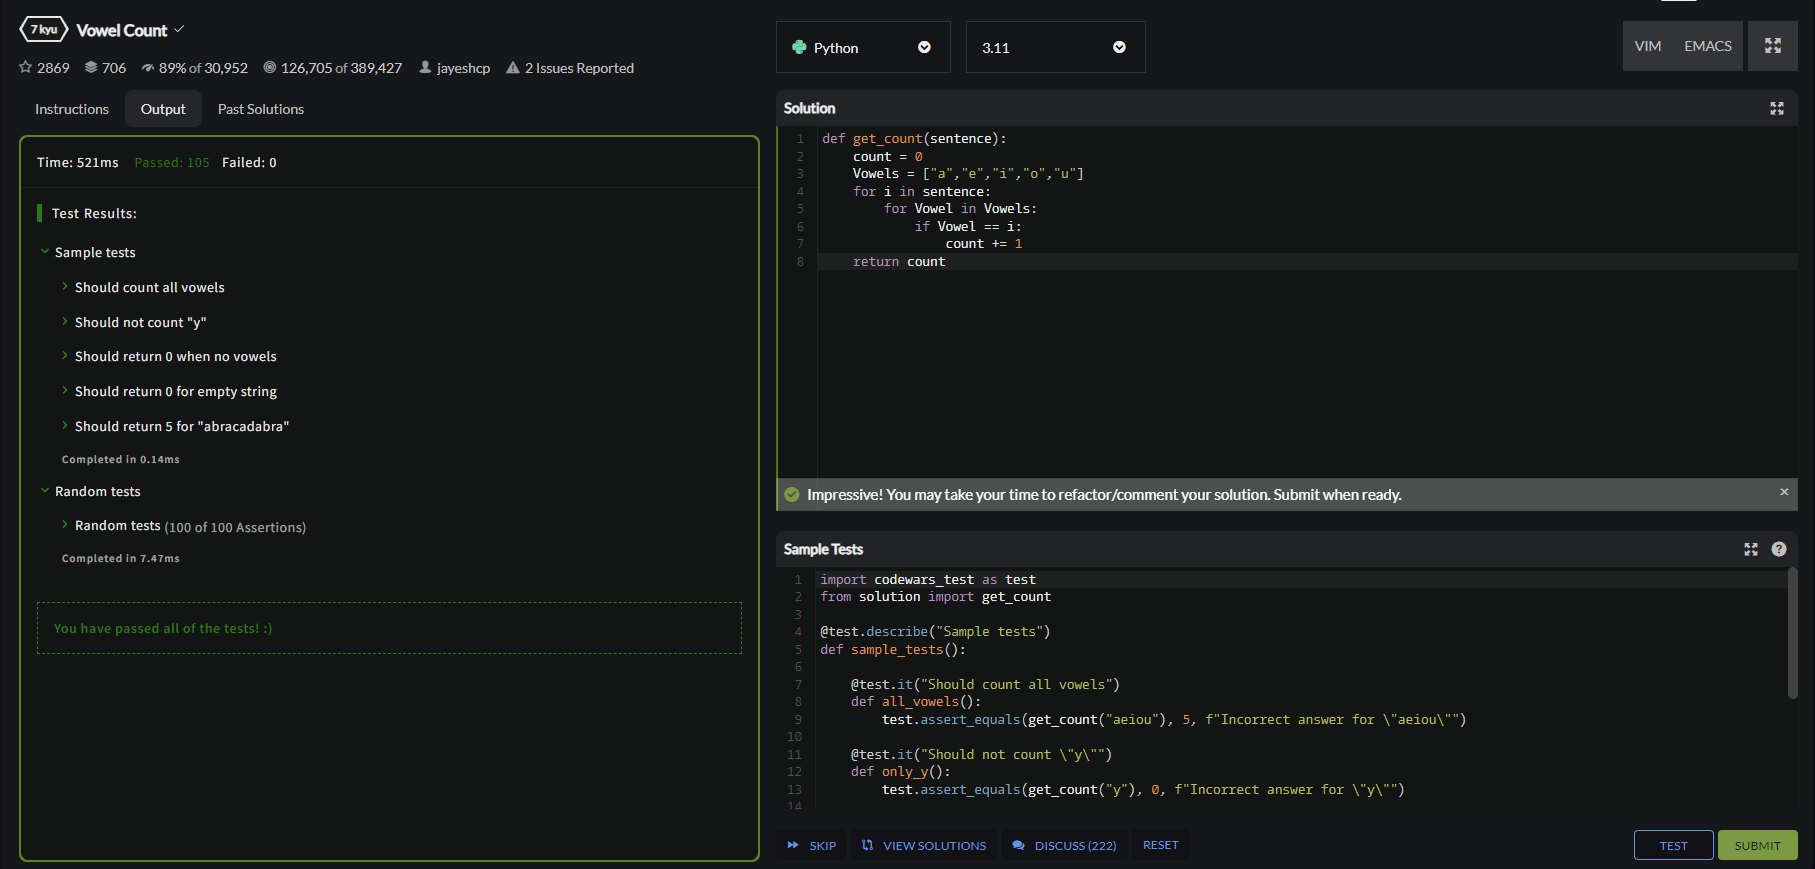 7 kyu Vowel Count
2869 706 89% of 30,952 126,705 of 389,427 jayeshcp 2 Issues Reported
Instructions Output Past Solutions
Time: 521ms Passed: 105 Failed: 0
Test Results:
Sample tests
Should count all vowels
Should not count "y"
Should return 0 when no vowels
Should return 0 for empty string
Should return 5 for "abracadabra"
Completed in 0.14ms
Random tests
Random tests (100 of 100 Assertions)
Completed in 7.47ms
You have passed all of the tests! :)
Python 3.11 VIM EMACS
Solution
1 def get_count(sentence):
2     count = 0
3     Vowels = ["a","e","i","o","u"]
4     for i in sentence:
5         for Vowel in Vowels:
6             if Vowel == i:
7                 count += 1
8     return count
Impressive! You may take your time to refactor/comment your solution. Submit when ready. ×
Sample Tests ?
1 import codewars_test as test
2 from solution import get_count
3
4 @test.describe("Sample tests")
5 def sample_tests():
6
7     @test.it("Should count all vowels")
8     def all_vowels():
9         test.assert_equals(get_count("aeiou"), 5, f"Incorrect answer for \"aeiou\"")
10
11     @test.it("Should not count \"y\"")
12     def only_y():
13         test.assert_equals(get_count("y"), 0, f"Incorrect answer for \"y\"")
14
SKIP VIEW SOLUTIONS DISCUSS (222) RESET TEST SUBMIT